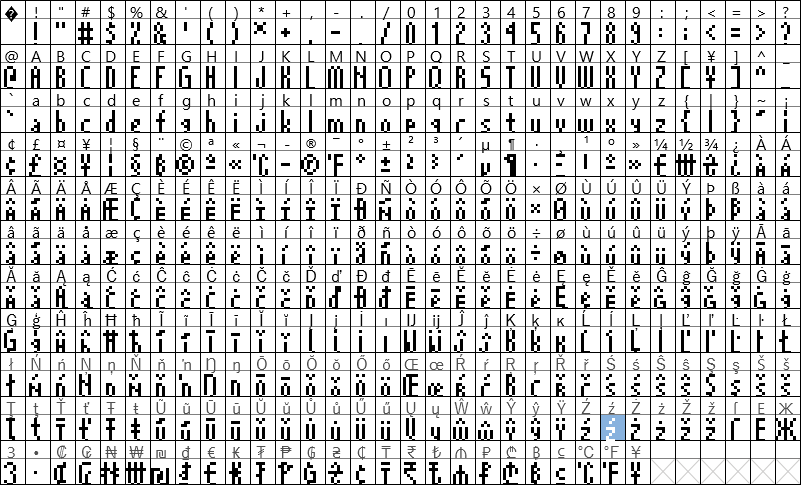 � ! " # $ % & ' ( ) * + , - . / 0 1 2 3 4 5 6 7 8 9 : ; < = > ?
@ A B C D E F G H I J K L M N O P Q R S T U V W X Y Z [ ¥ ] ^ _
` a b c d e f g h i j k l m n o p q r s t u v w x y z { | } ~ ¡
¢ £ ¤ ¥ ¦ § ¨ © ª « ¬ - ® ¯ ° ± ² ³ ´ µ ¶ · ¸ ¹ º » ¼ ½ ¾ ¿ À Á
Â Ã Ä Å Æ Ç È É Ê Ë Ì Í Î Ï Ð Ñ Ò Ó Ô Õ Ö × Ø Ù Ú Û Ü Ý Þ ß à á
â ã ä å æ ç è é ê ë ì í î ï ð ñ ò ó ô õ ö ÷ ø ù ú û ü ý þ ÿ Ā ā
Ă ă Ą ą Ć ć Ĉ ĉ Ċ ċ Č č Ď ď Đ đ Ē ē Ĕ ĕ Ė ė Ę ę Ě ě Ĝ ĝ Ğ ğ Ġ ġ
Ģ ģ Ĥ ĥ Ħ ħ Ĩ ĩ Ī ī Ĭ ĭ Į į İ ı Ĳ ĳ Ĵ ĵ Ķ ķ ĸ Ĺ ĺ Ļ ļ Ľ ľ Ŀ ŀ Ł
ł Ń ń Ņ ņ Ň ň ŉ Ŋ ŋ Ō ō Ŏ ŏ Ő ő Œ œ Ŕ ŕ Ŗ ŗ Ř ř Ś ś Ŝ ŝ Ş ş Š š
Ţ ţ Ť ť Ŧ ŧ Ũ ũ Ū ū Ŭ ŭ Ů ů Ű ű Ų ų Ŵ ŵ Ŷ ŷ Ÿ Ź ź Ż ż Ž ž ſ Е Ж
З • ₡ ₢ ₦ ₩ ₪ ₫ € ₭ ₮ ₱ ₲ ₴ ₵ ₸ ₹ ₺ ₼ ₽ ₾ ₿ ⊆ ℃ ℉ ¥